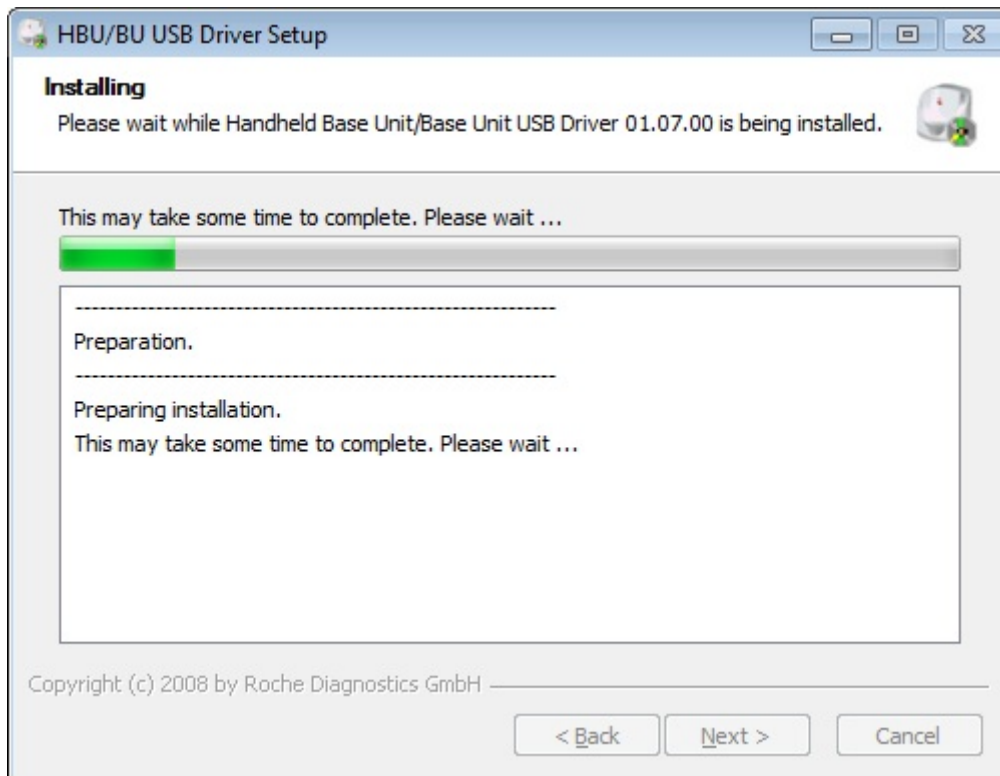 HBU/BU USB Driver Setup
Installing
Please wait while Handheld Base Unit/Base Unit USB Driver 01.07.00 is being installed.
This may take some time to complete. Please wait ...
------------------------------------------------------------
Preparation.
------------------------------------------------------------
Preparing installation.
This may take some time to complete. Please wait ...
Copyright (c) 2008 by Roche Diagnostics GmbH
< Back Next > Cancel